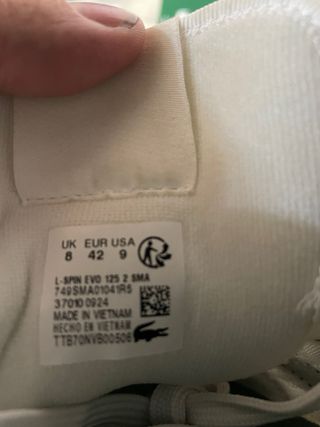 UK EUR USA
8 42 9
L-SPIN EVO 125 2 SMA
749SMA01041R5
370100924
MADE IN VIETNAM
HECHO EN VIETNAM
TTB70NVB00506